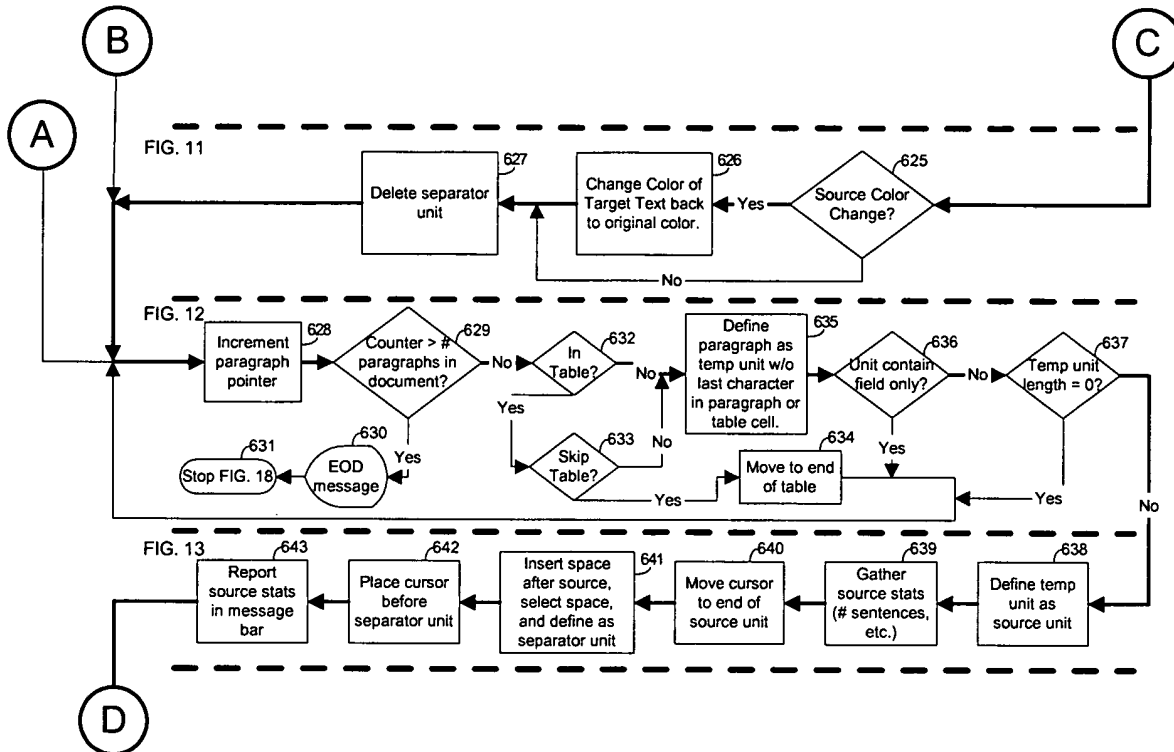 B
C
A
FIG. 11
627
Delete separator
unit
626
Change Color of
Target Text back
to original color.
Yes
625
Source Color
Change?
No
FIG. 12
Increment
paragraph
pointer
628
Counter > #
paragraphs in
document?
629
No
In
Table?
632
No
Define
paragraph as
temp unit w/o
last character
in paragraph or
table cell.
635
Unit contain
field only?
636
No
Temp unit
length = 0?
637
Yes
Skip
Table?
633
No
Yes
634
Move to end
of table
Yes
Yes
No
631
Stop FIG. 18
630
EOD
message
Yes
FIG. 13
643
Report
source stats
in message
bar
642
Place cursor
before
separator unit
641
Insert space
after source,
select space,
and define as
separator unit
640
Move cursor
to end of
source unit
639
Gather
source stats
(# sentences,
etc.)
638
Define temp
unit as
source unit
D